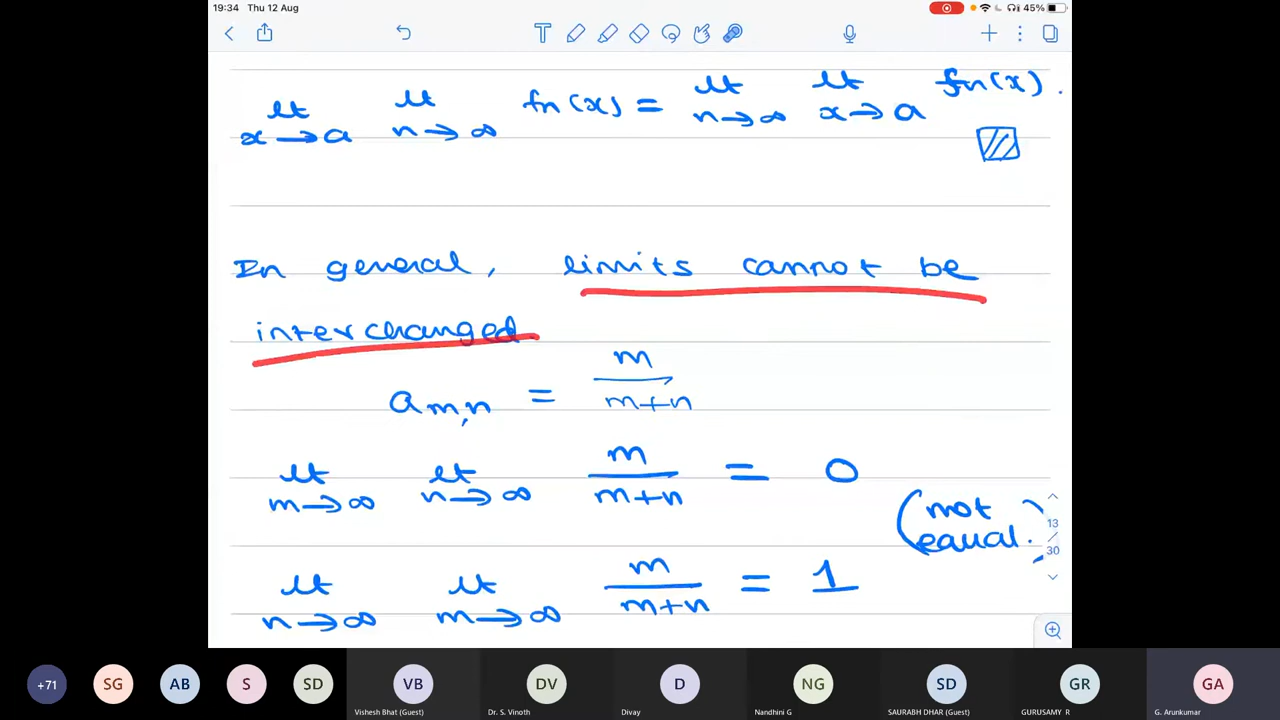 19:34 Thu 12 Aug 45%
lt x→a lt n→∞ fn(x) = lt n→∞ lt x→a fn(x).
In general, limits cannot be
interchanged
a m,n = m/m+n
lt m→∞ lt n→∞ m/m+n = 0
(not equal.)
lt n→∞ lt m→∞ m/m+n = 1
13/30
+71 SG AB S SD VB DV D NG SD GR GA
Vishesh Bhat (Guest) Dr. S. Vinoth Divay Nandhini G SAURABH DHAR (Guest) GURUSAMY R G. Arunkumar